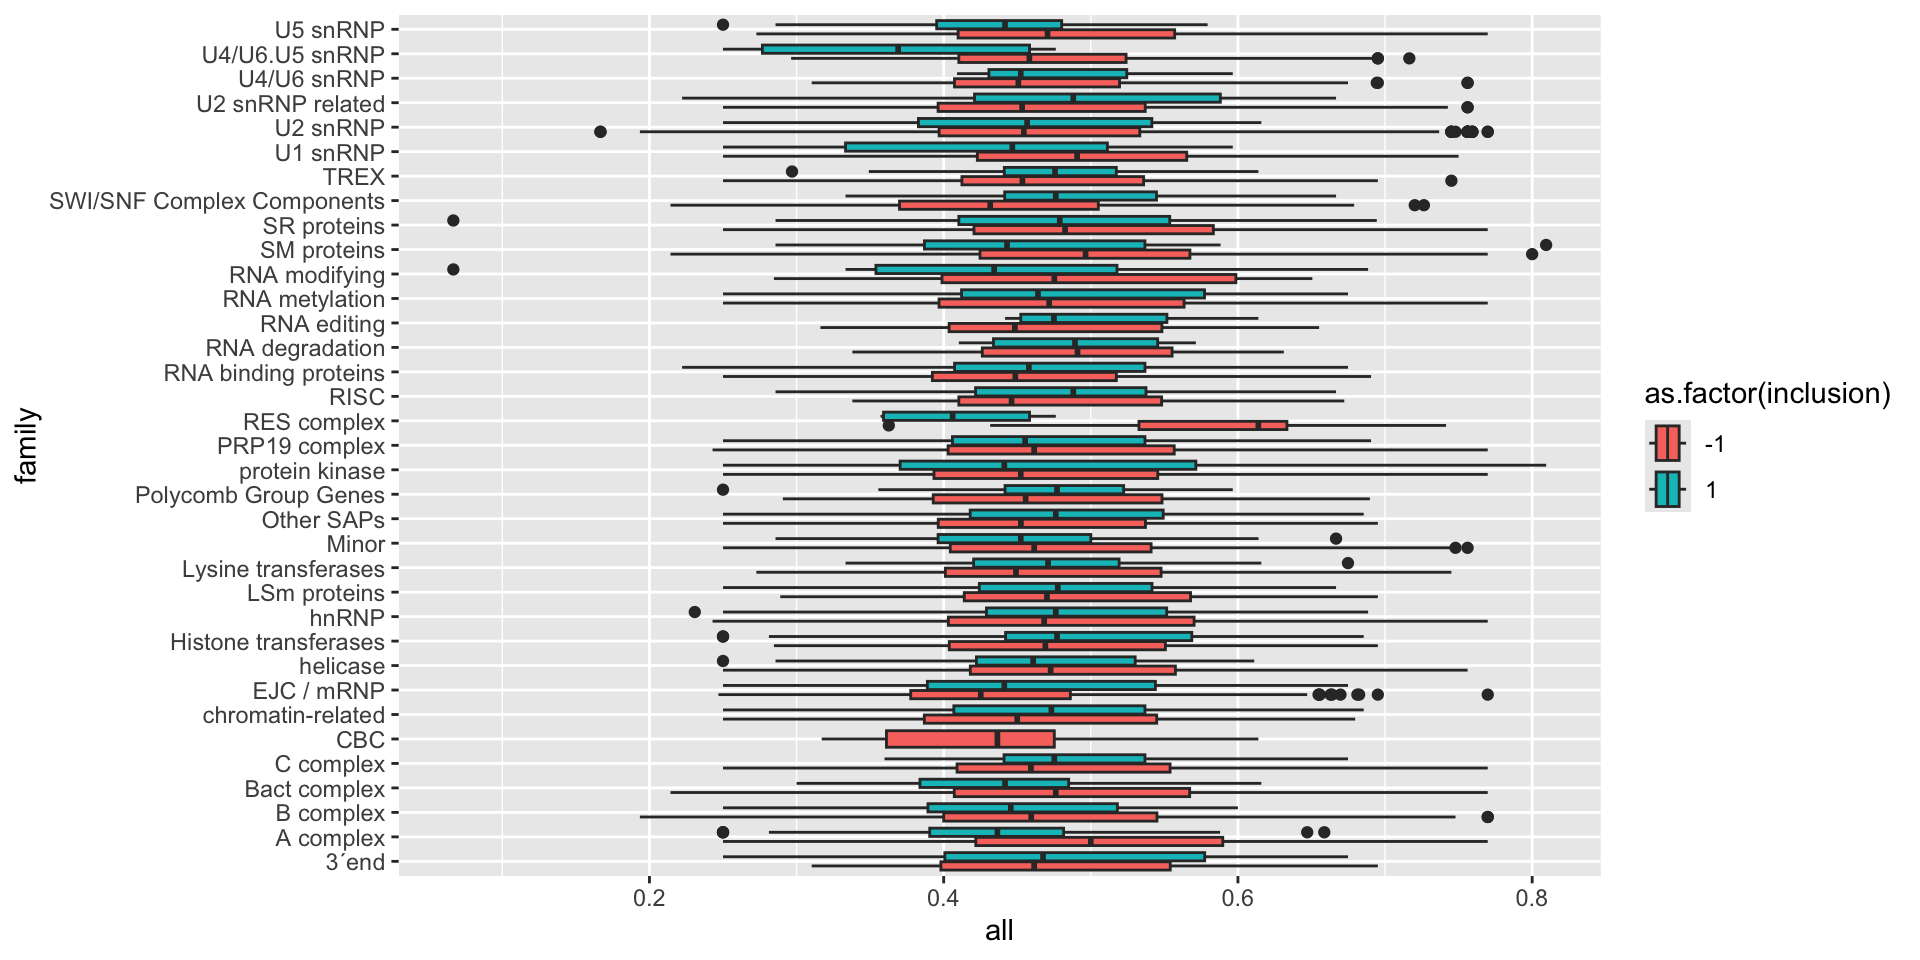 U5 snRNP
U4/U6.U5 snRNP
U4/U6 snRNP
U2 snRNP related
U2 snRNP
U1 snRNP
TREX
SWI/SNF Complex Components
SR proteins
SM proteins
RNA modifying
RNA metylation
RNA editing
RNA degradation
RNA binding proteins
RISC
RES complex
PRP19 complex
protein kinase
Polycomb Group Genes
Other SAPs
Minor
Lysine transferases
LSm proteins
hnRNP
Histone transferases
helicase
EJC / mRNP
chromatin-related
CBC
C complex
Bact complex
B complex
A complex
3´end
family
0.2 0.4 0.6 0.8
all
as.factor(inclusion)
-1
1